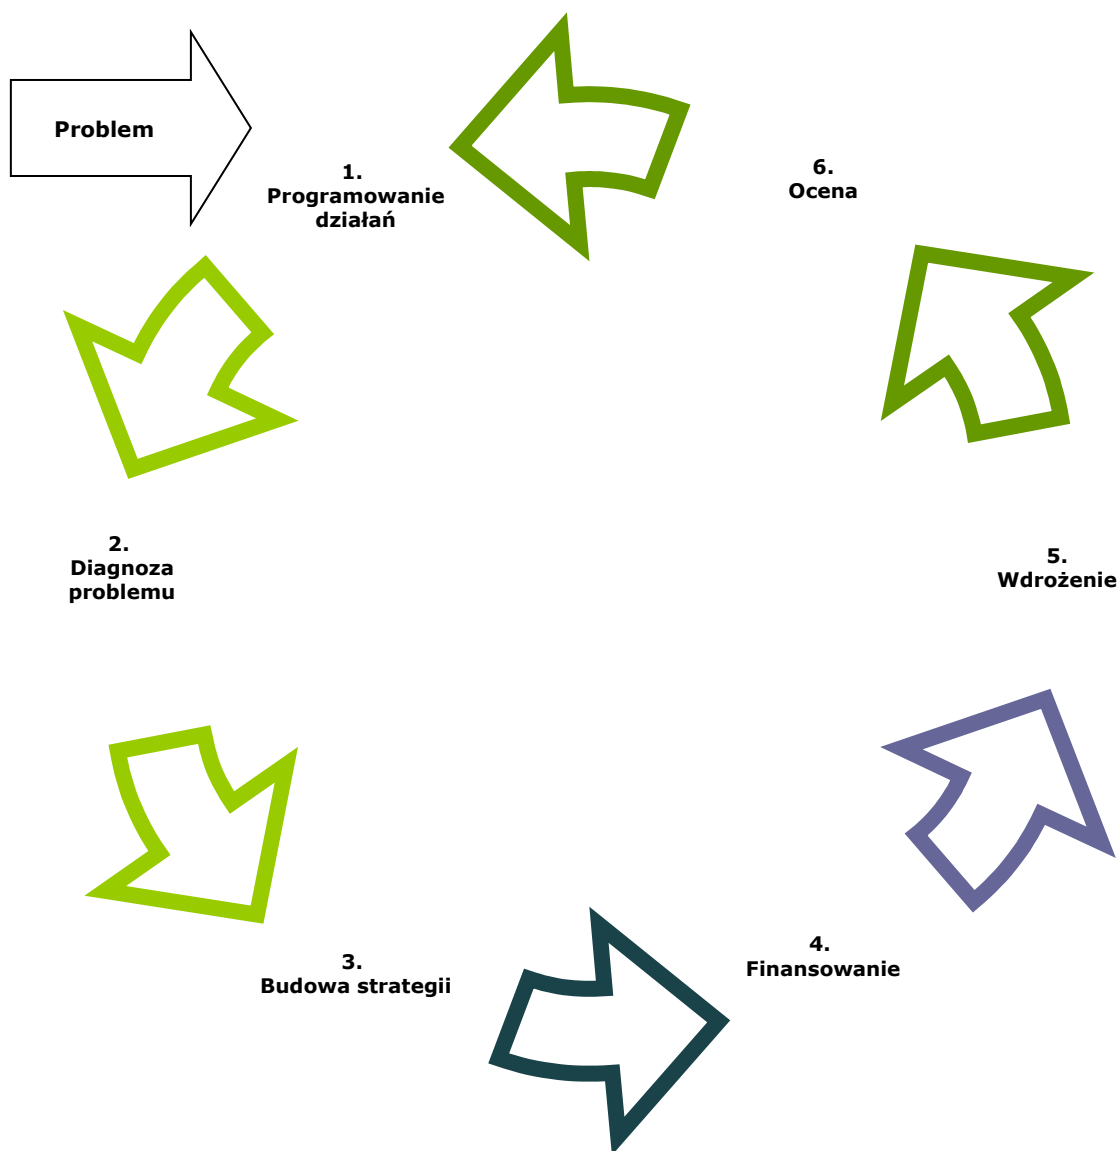 Problem
1.
Programowanie
działań
2.
Diagnoza
problemu
3.
Budowa strategii
4.
Finansowanie
5.
Wdrożenie
6.
Ocena